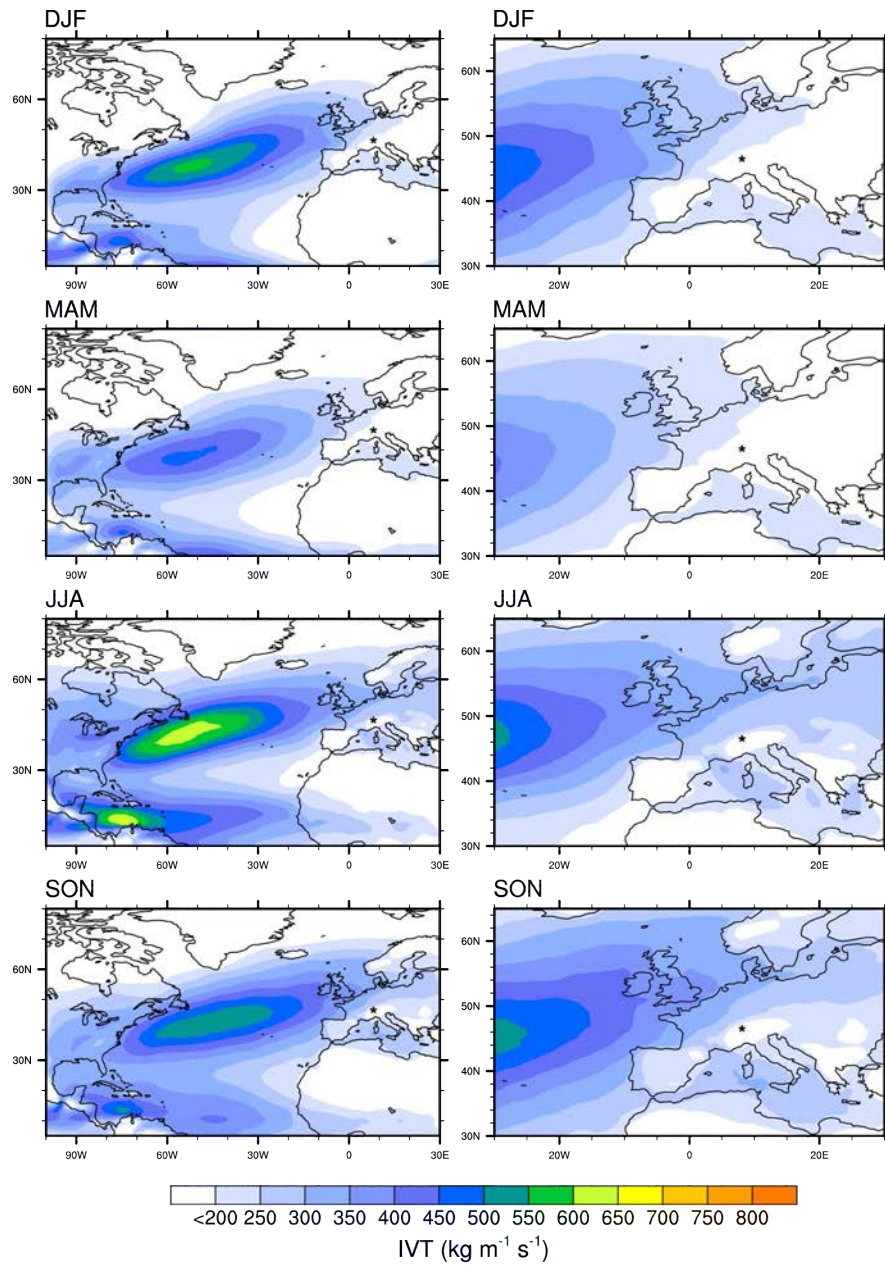 DJF DJF
60N 60N
50N
30N 40N
30N
90W 60W 30W 0 30E 20W 0 20E
MAM MAM
60N 60N
50N
30N 40N
30N
90W 60W 30W 0 30E 20W 0 20E
JJA JJA
60N 60N
50N
30N 40N
30N
90W 60W 30W 0 30E 20W 0 20E
SON SON
60N 60N
50N
30N 40N
30N
90W 60W 30W 0 30E 20W 0 20E
<200 250 300 350 400 450 500 550 600 650 700 750 800
IVT (kg m⁻¹ s⁻¹)